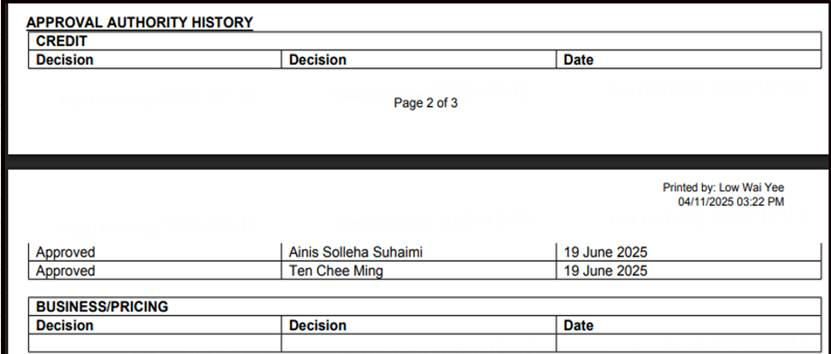 APPROVAL AUTHORITY HISTORY
CREDIT
Decision Decision Date
Page 2 of 3
Printed by: Low Wai Yee
04/11/2025 03:22 PM
Approved Ainis Solleha Suhaimi 19 June 2025
Approved Ten Chee Ming 19 June 2025
BUSINESS/PRICING
Decision Decision Date